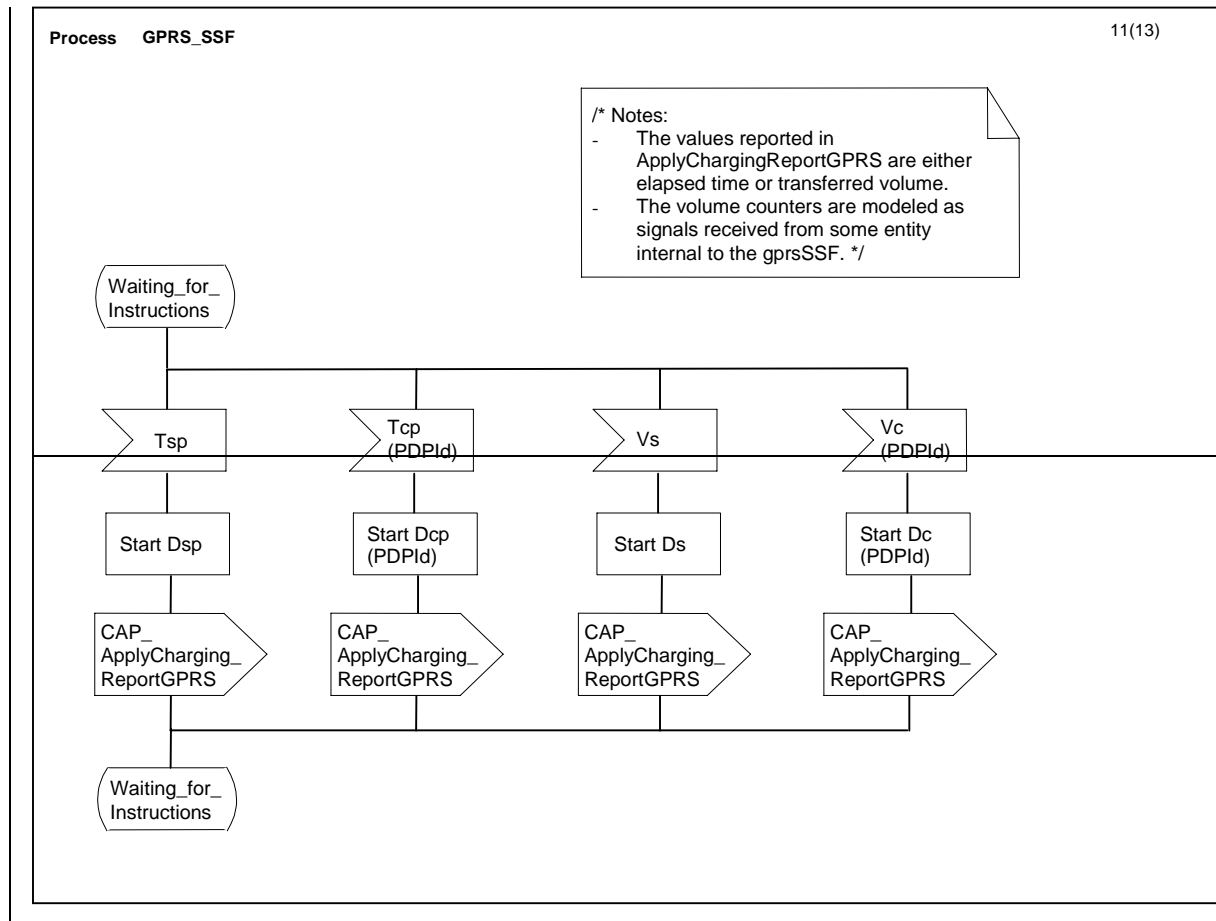 Process GPRS_SSF
11(13)
/* Notes:
- The values reported in
ApplyChargingReportGPRS are either
elapsed time or transferred volume.
- The volume counters are modeled as
signals received from some entity
internal to the gprsSSF. */
Waiting_for_
Instructions
Tsp
Tcp
(PDPId)
Vs
Vc
(PDPId)
Start Dsp
Start Dcp
(PDPId)
Start Ds
Start Dc
(PDPId)
CAP_
ApplyCharging_
ReportGPRS
CAP_
ApplyCharging_
ReportGPRS
CAP_
ApplyCharging_
ReportGPRS
CAP_
ApplyCharging_
ReportGPRS
Waiting_for_
Instructions